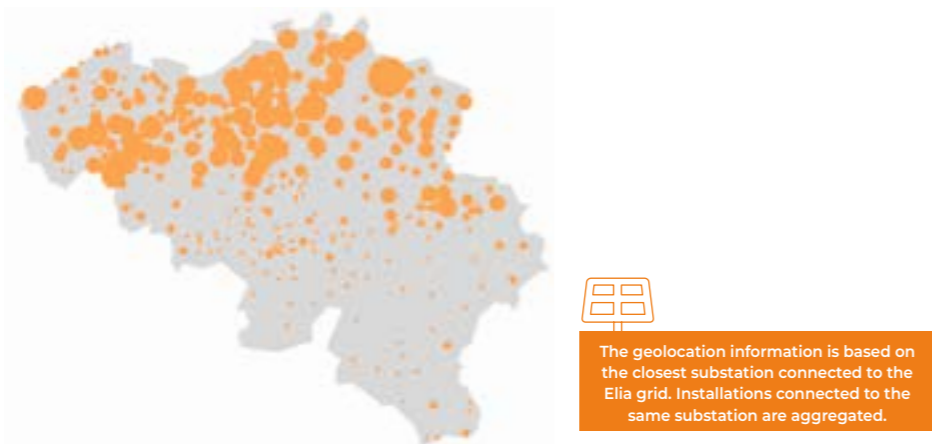 The geolocation information is based on
the closest substation connected to the
Elia grid. Installations connected to the
same substation are aggregated.